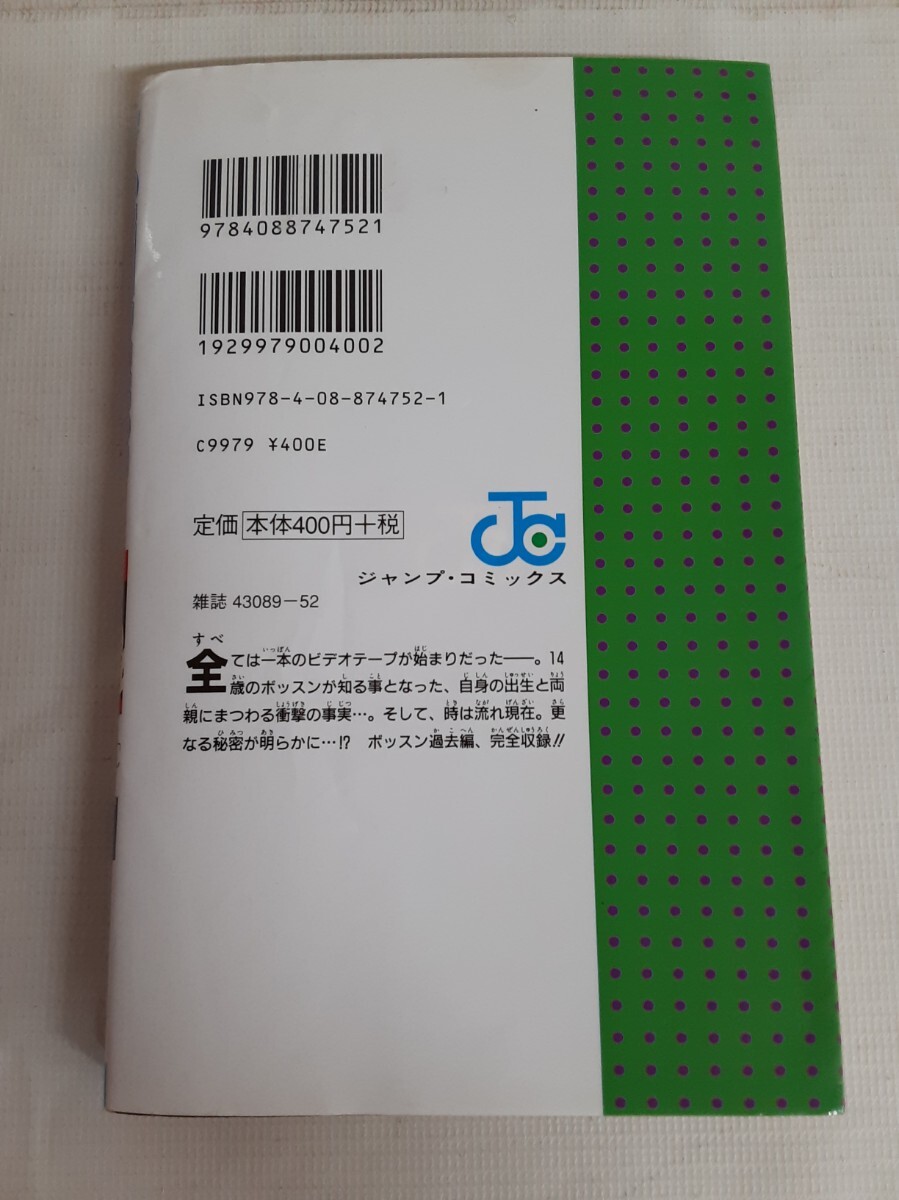 9784088747521
1929979004002
ISBN978-4-08-874752-1
C9979 ¥400E
定価 本体400円+税
JC
ジャンプ・コミックス
雑誌 43089-52
全ては一本のビデオテープが始まりだった――。14
歳のボッスンが知る事となった、自身の出生と両
親にまつわる衝撃の事実…。そして、時は流れ現在。更
なる秘密が明らかに…!? ボッスン過去編、完全収録!!